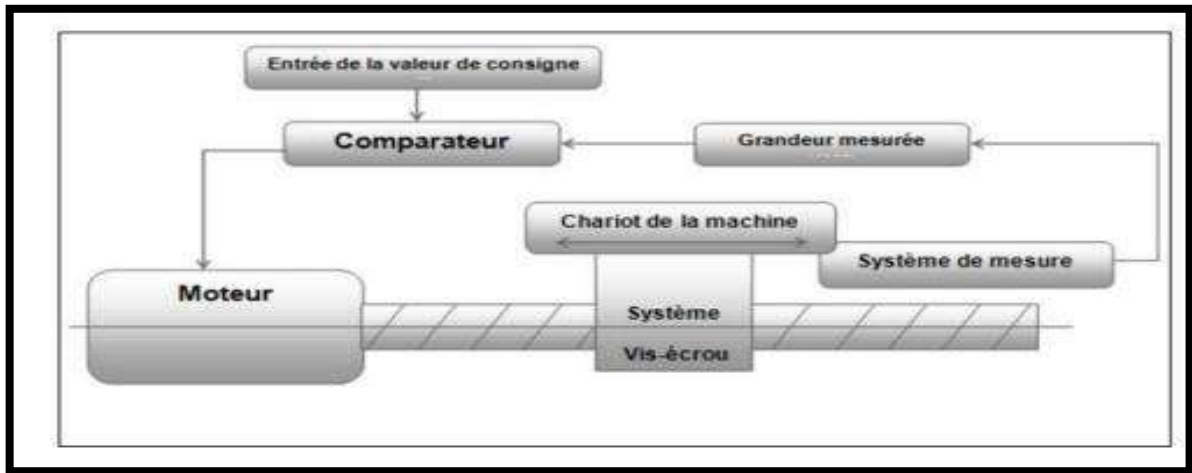 Entrée de la valeur de consigne
Comparateur
Grandeur mesurée
Chariot de la machine
Système de mesure
Moteur
Système
Vis-écrou